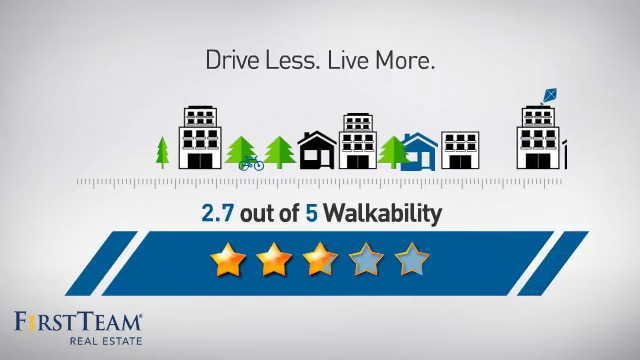 Drive Less. Live More.
2.7 out of 5 Walkability
FIRSTTEAM®
REAL ESTATE